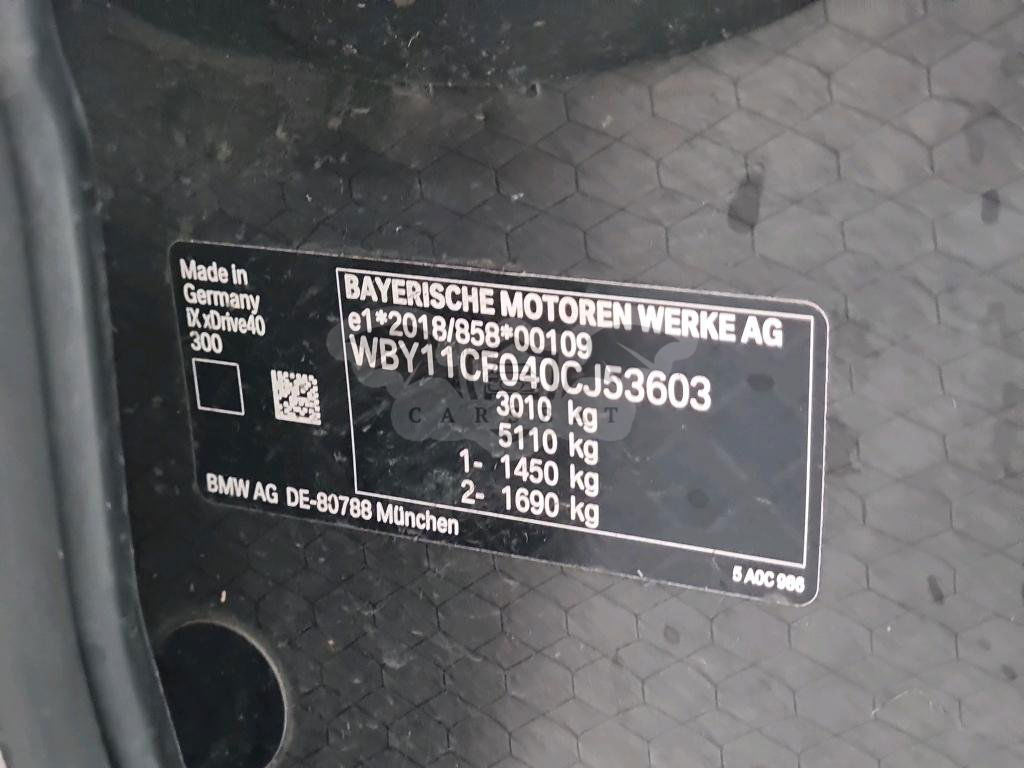 Made in
Germany
IX xDrive40
300
BAYERISCHE MOTOREN WERKE AG
e1*2018/858*00109
WBY11CF040CJ53603
3010 kg
5110 kg
1- 1450 kg
2- 1690 kg
BMW AG DE-80788 München
5 A0C 986